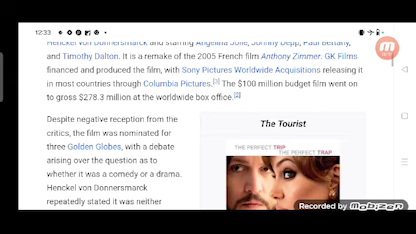 12:33
Henckel von Donnersmarck and starring Angelina Jolie, Johnny Depp, Paul Bettany,
and Timothy Dalton. It is a remake of the 2005 French film Anthony Zimmer. GK Films
financed and produced the film, with Sony Pictures Worldwide Acquisitions releasing it
in most countries through Columbia Pictures.[3] The $100 million budget film went on
to gross $278.3 million at the worldwide box office.[2]
Despite negative reception from the
critics, the film was nominated for
three Golden Globes, with a debate
arising over the question as to
whether it was a comedy or a drama.
Henckel von Donnersmarck
repeatedly stated it was neither
The Tourist
THE PERFECT TRIP
THE PERFECT TRAP
Recorded by Mobizen